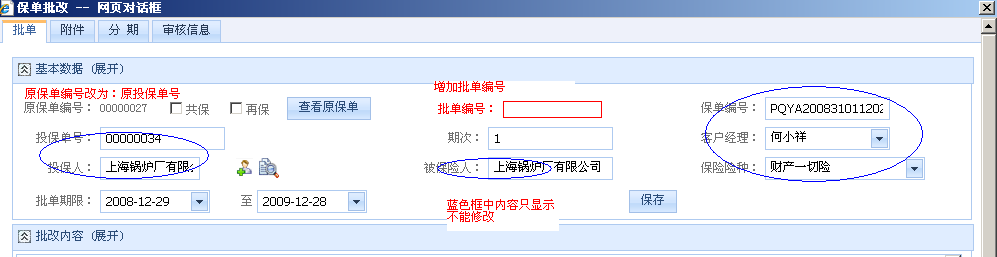 保单批改 -- 网页对话框
批单 附件 分 期 审核信息
基本数据 (展开)
原保单编号改为：原投保单号 增加批单编号
原保单编号： 00000027 共保 再保 查看原保单 批单编号： 保单编号： PQYA200831011202
投保单号： 00000034 期次： 1 客户经理： 何小祥
投保人： 上海锅炉厂有限 被保险人： 上海锅炉厂有限公司 保险险种： 财产一切险
批单期限： 2008-12-29 至 2009-12-28 保存
蓝色框中内容只显示
不能修改
批改内容 (展开)